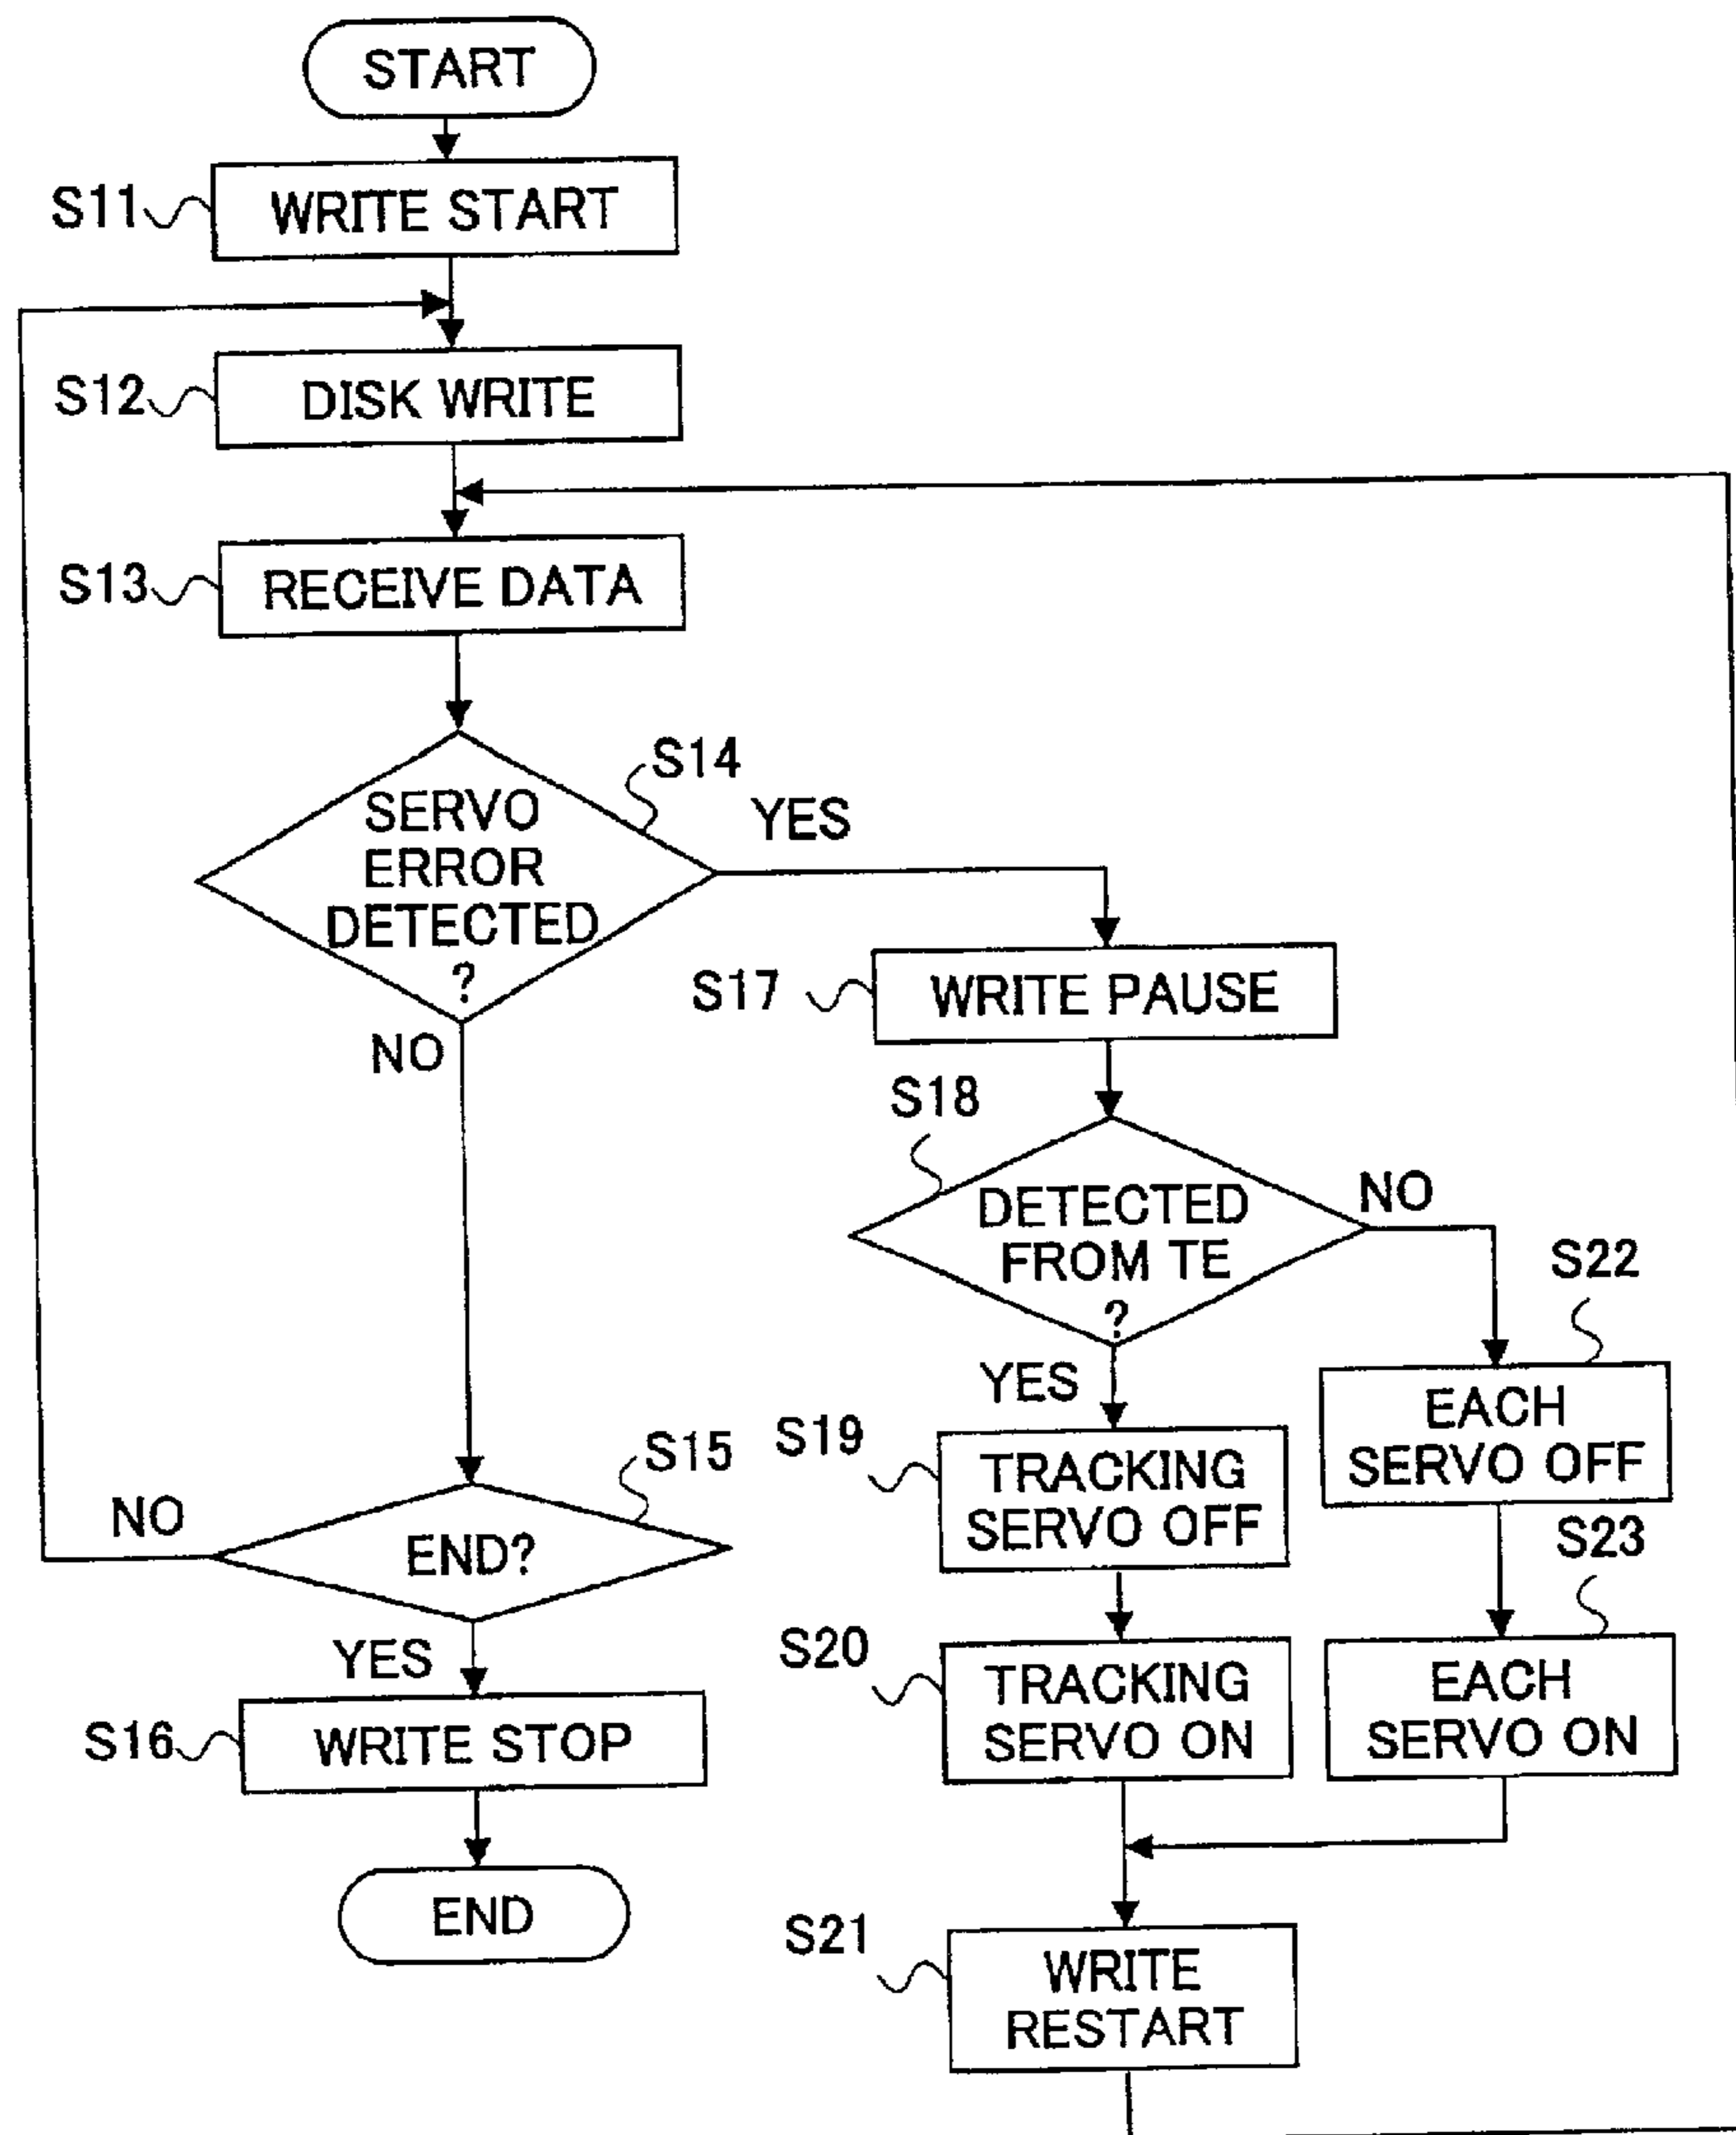 START
S11
WRITE START
S12
DISK WRITE
S13
RECEIVE DATA
S14
SERVO
ERROR
DETECTED
?
YES
NO
S17
WRITE PAUSE
S18
DETECTED
FROM TE
?
NO
YES
S22
EACH
SERVO OFF
S19
TRACKING
SERVO OFF
S23
EACH
SERVO ON
S20
TRACKING
SERVO ON
S15
END?
NO
YES
S16
WRITE STOP
END
S21
WRITE
RESTART